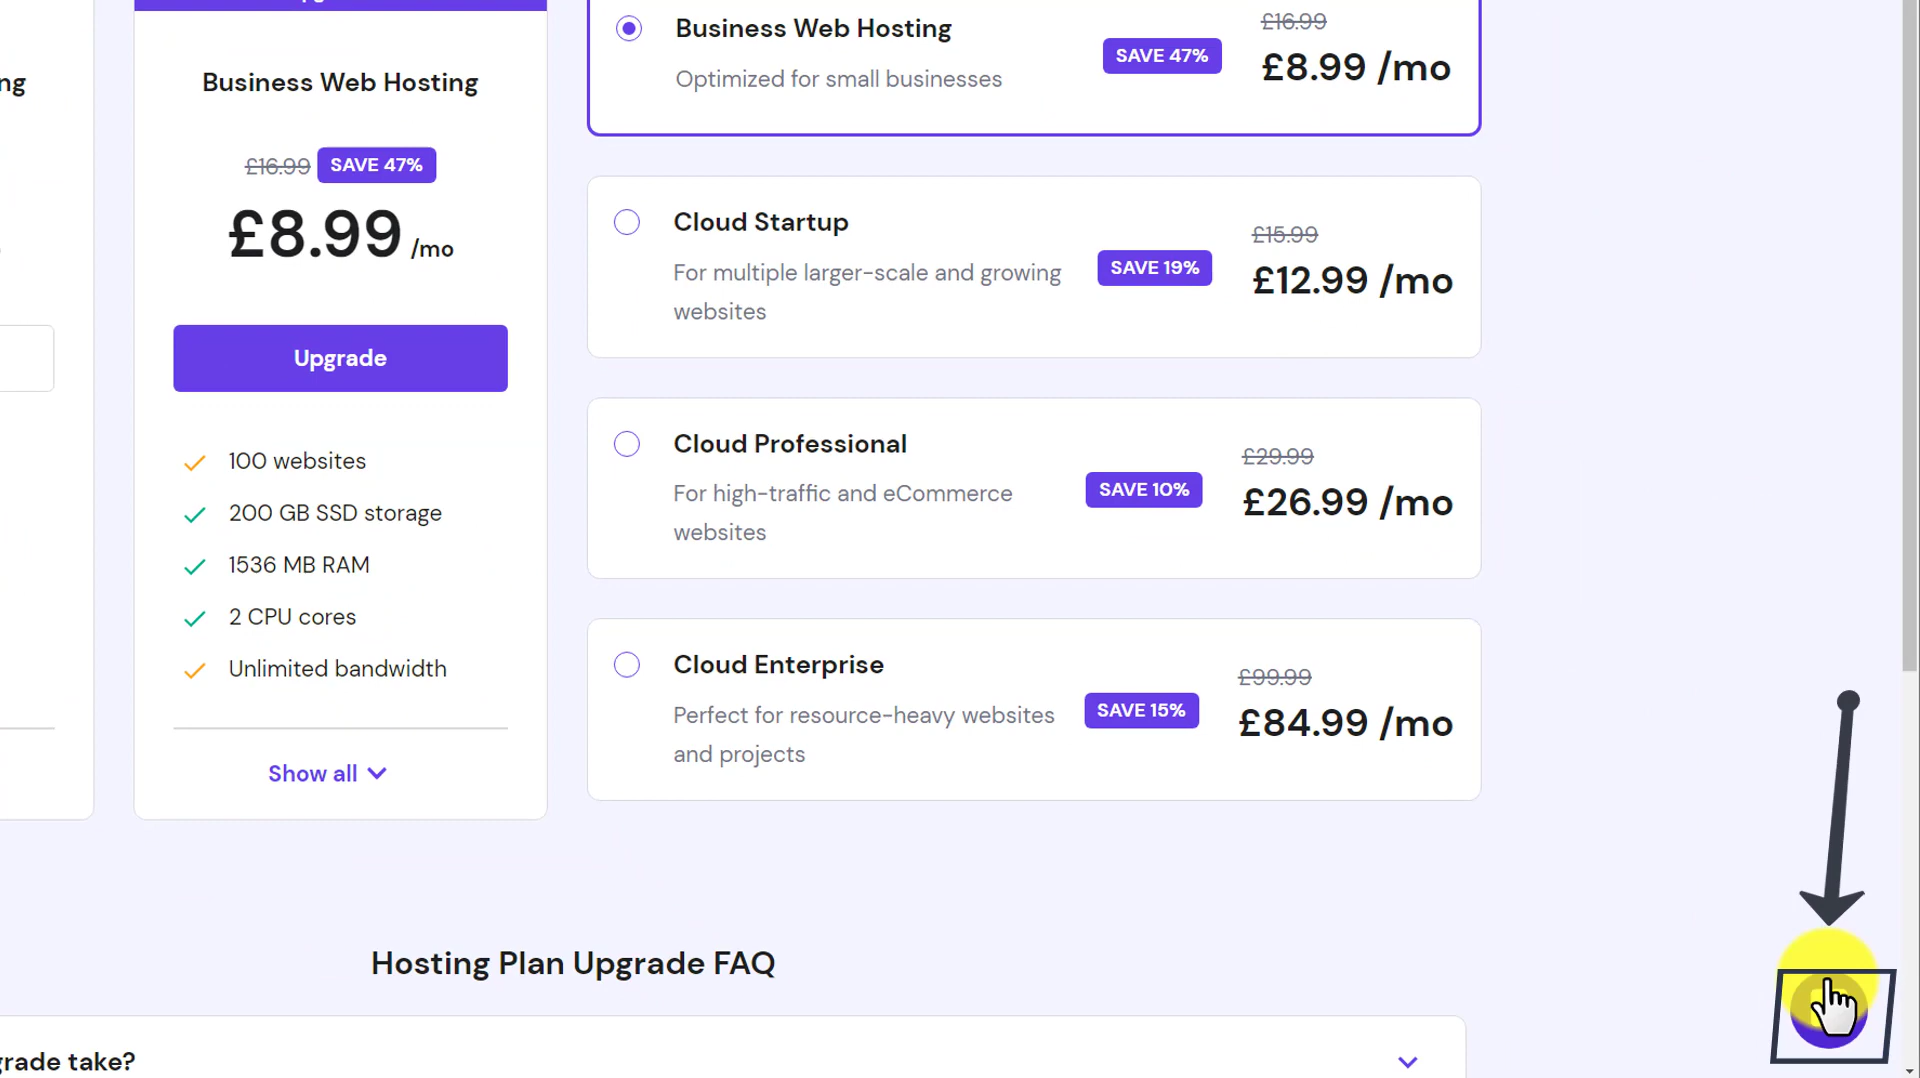 ng
Business Web Hosting
£16.99 SAVE 47%
£8.99 /mo
Upgrade
100 websites
200 GB SSD storage
1536 MB RAM
2 CPU cores
Unlimited bandwidth
Show all
Business Web Hosting
Optimized for small businesses
SAVE 47%
£16.99
£8.99 /mo
Cloud Startup
For multiple larger-scale and growing
websites
SAVE 19%
£15.99
£12.99 /mo
Cloud Professional
For high-traffic and eCommerce
websites
SAVE 10%
£29.99
£26.99 /mo
Cloud Enterprise
Perfect for resource-heavy websites
and projects
SAVE 15%
£99.99
£84.99 /mo
Hosting Plan Upgrade FAQ
grade take?